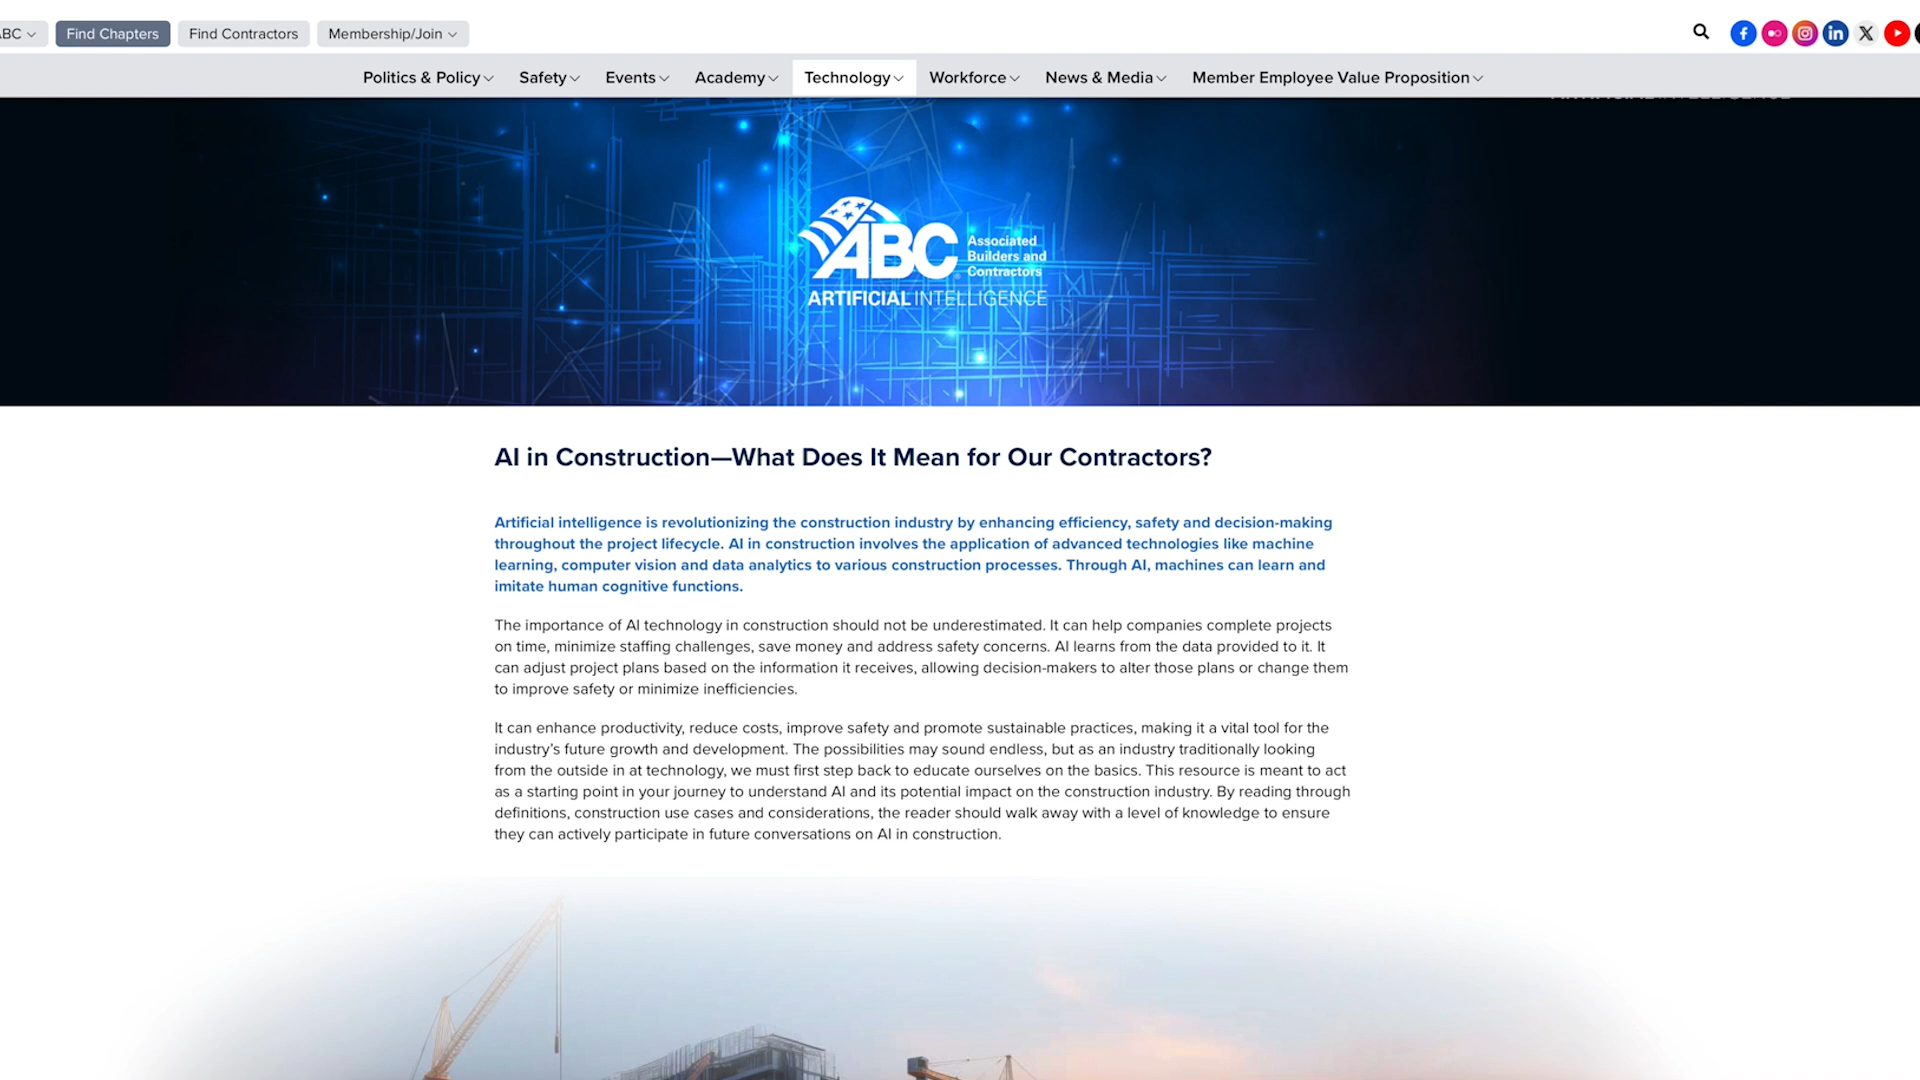 ABC
Find Chapters
Find Contractors
Membership/Join
Politics & Policy
Safety
Events
Academy
Technology
Workforce
News & Media
Member Employee Value Proposition
ABC
Associated
Builders and
Contractors
ARTIFICIAL INTELLIGENCE
AI in Construction—What Does It Mean for Our Contractors?
Artificial intelligence is revolutionizing the construction industry by enhancing efficiency, safety and decision-making
throughout the project lifecycle. AI in construction involves the application of advanced technologies like machine
learning, computer vision and data analytics to various construction processes. Through AI, machines can learn and
imitate human cognitive functions.
The importance of AI technology in construction should not be underestimated. It can help companies complete projects
on time, minimize staffing challenges, save money and address safety concerns. AI learns from the data provided to it. It
can adjust project plans based on the information it receives, allowing decision-makers to alter those plans or change them
to improve safety or minimize inefficiencies.
It can enhance productivity, reduce costs, improve safety and promote sustainable practices, making it a vital tool for the
industry’s future growth and development. The possibilities may sound endless, but as an industry traditionally looking
from the outside in at technology, we must first step back to educate ourselves on the basics. This resource is meant to act
as a starting point in your journey to understand AI and its potential impact on the construction industry. By reading through
definitions, construction use cases and considerations, the reader should walk away with a level of knowledge to ensure
they can actively participate in future conversations on AI in construction.